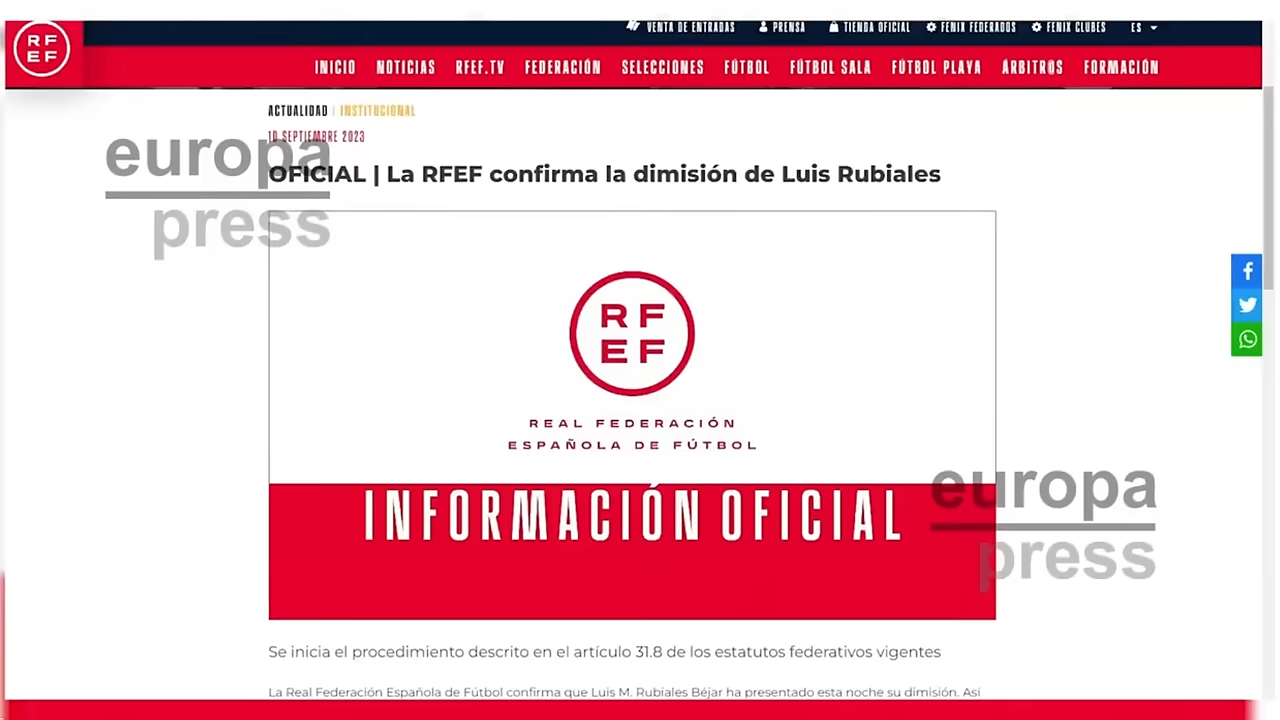 RF
EF
VENTA DE ENTRADAS PRENSA TIENDA OFICIAL FENIX FEDERADOS FENIX CLUBES ES
INICIO NOTICIAS RFEF.TV FEDERACIÓN SELECCIONES FÚTBOL FÚTBOL SALA FÚTBOL PLAYA ÁRBITROS FORMACIÓN
ACTUALIDAD | INSTITUCIONAL
10 SEPTIEMBRE 2023
europa
press
OFICIAL | La RFEF confirma la dimisión de Luis Rubiales
RF
EF
REAL FEDERACIÓN
ESPAÑOLA DE FÚTBOL
INFORMACIÓN OFICIAL
europa
press
Se inicia el procedimiento descrito en el artículo 31.8 de los estatutos federativos vigentes
La Real Federación Española de Fútbol confirma que Luis M. Rubiales Béjar ha presentado esta noche su dimisión. Así